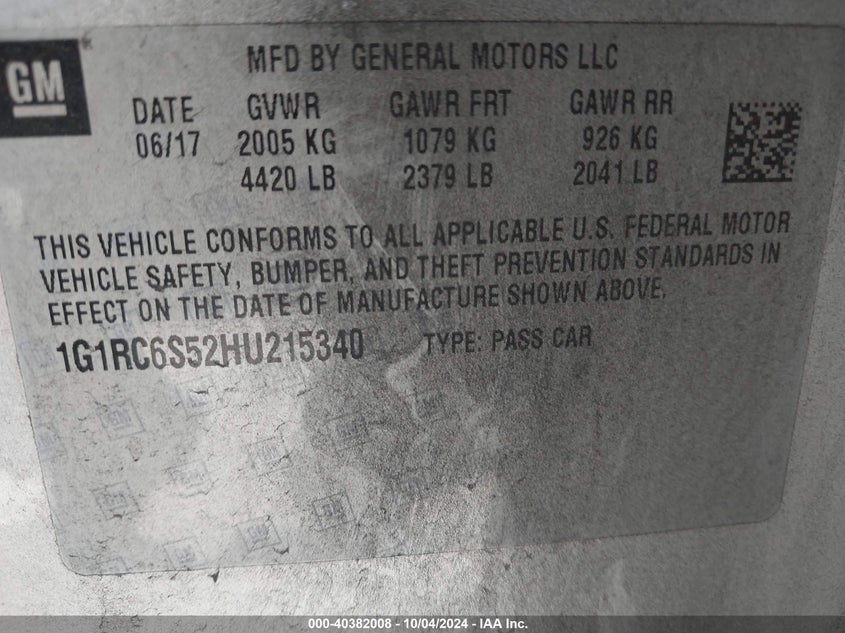 GM
MFD BY GENERAL MOTORS LLC
DATE GVWR GAWR FRT GAWR RR
06/17 2005 KG 1079 KG 926 KG
4420 LB 2379 LB 2041 LB
THIS VEHICLE CONFORMS TO ALL APPLICABLE U.S. FEDERAL MOTOR
VEHICLE SAFETY, BUMPER, AND THEFT PREVENTION STANDARDS IN
EFFECT ON THE DATE OF MANUFACTURE SHOWN ABOVE.
1G1RC6S52HU215340 TYPE: PASS CAR
000-40382008 - 10/04/2024 - IAA Inc.